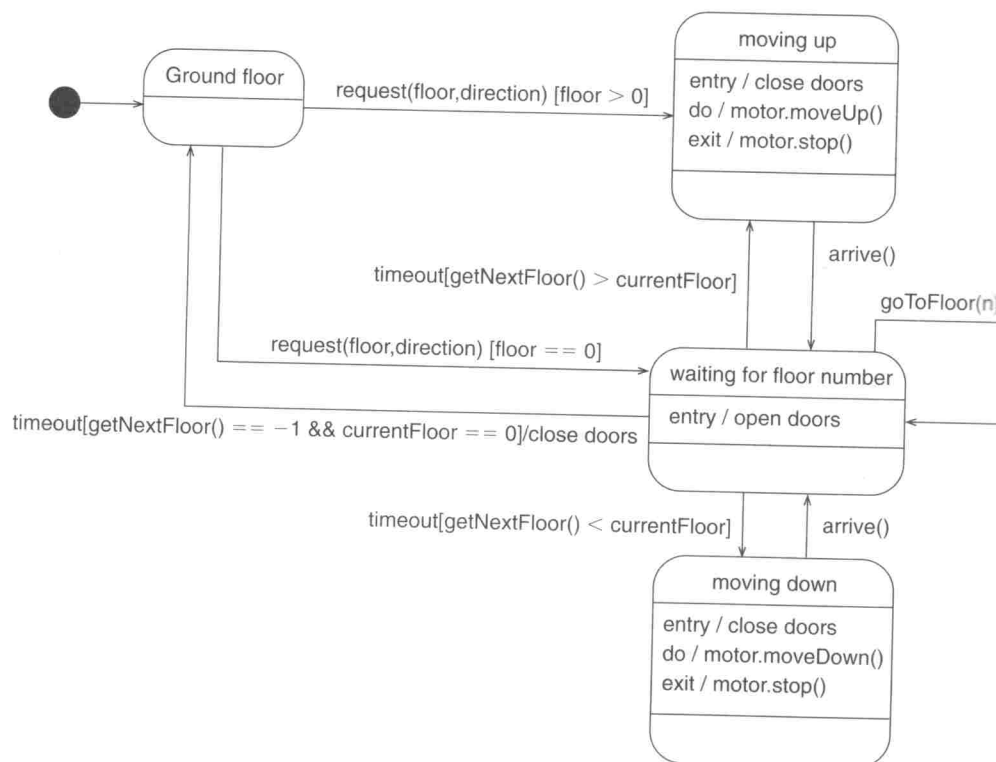 moving up
Ground floor
entry / close doors
request(floor,direction) [floor > 0]
do / motor.moveUp()
exit / motor.stop()
arrive()
timeout[getNextFloor() > currentFloor]
goToFloor(n)
request(floor,direction) [floor == 0]
waiting for floor number
timeout[getNextFloor() == −1 && currentFloor == 0]/close doors
entry / open doors
timeout[getNextFloor() < currentFloor]
arrive()
moving down
entry / close doors
do / motor.moveDown()
exit / motor.stop()